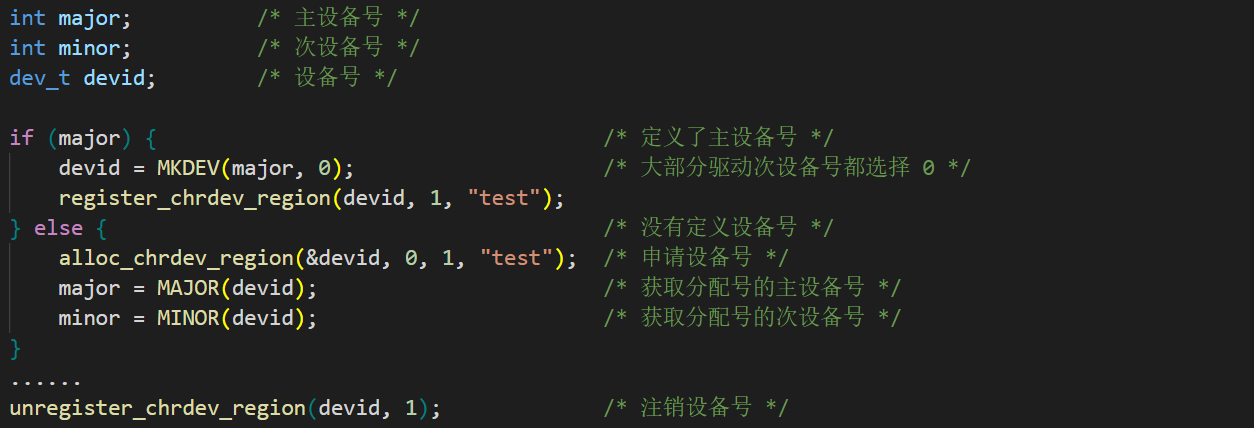 int major;          /* 主设备号 */
int minor;          /* 次设备号 */
dev_t devid;        /* 设备号 */
if (major) {                                    /* 定义了主设备号 */
    devid = MKDEV(major, 0);                    /* 大部分驱动次设备号都选择 0 */
    register_chrdev_region(devid, 1, "test");
} else {                                        /* 没有定义设备号 */
    alloc_chrdev_region(&devid, 0, 1, "test");  /* 申请设备号 */
    major = MAJOR(devid);                       /* 获取分配号的主设备号 */
    minor = MINOR(devid);                       /* 获取分配号的次设备号 */
}
......
unregister_chrdev_region(devid, 1);             /* 注销设备号 */